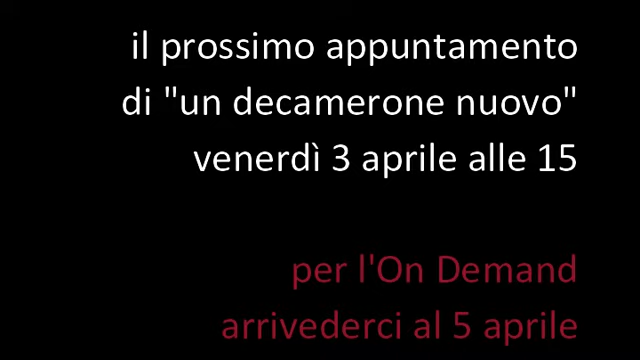 il prossimo appuntamento
di "un decamerone nuovo"
venerdì 3 aprile alle 15
per l'On Demand
arrivederci al 5 aprile